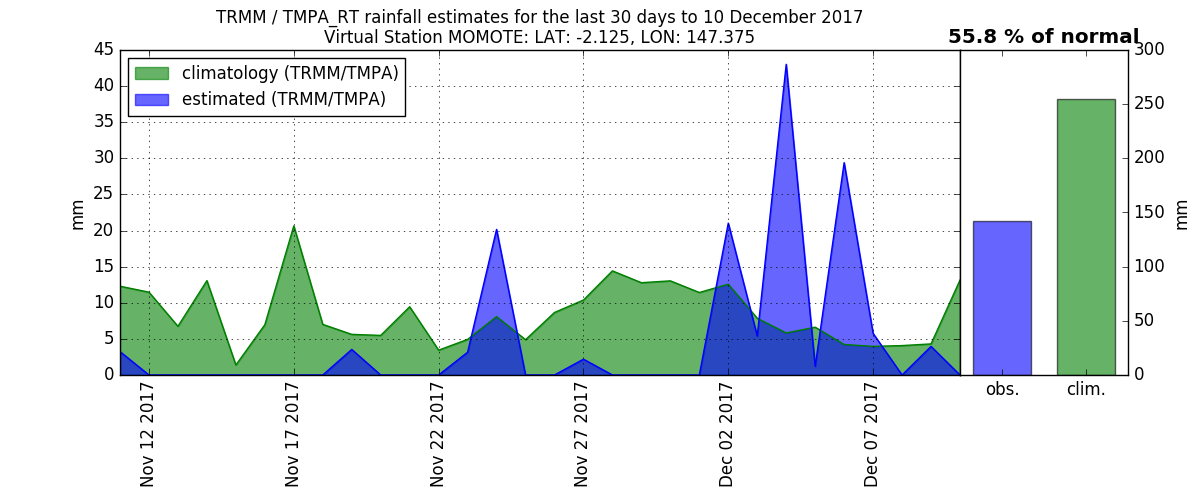 TRMM / TMPA_RT rainfall estimates for the last 30 days to 10 December 2017
Virtual Station MOMOTE: LAT: -2.125, LON: 147.375
55.8 % of normal
climatology (TRMM/TMPA)
estimated (TRMM/TMPA)
45
40
35
30
25
20
15
10
5
0
mm
Nov 12 2017
Nov 17 2017
Nov 22 2017
Nov 27 2017
Dec 02 2017
Dec 07 2017
obs.
clim.
300
250
200
150
100
50
0
mm